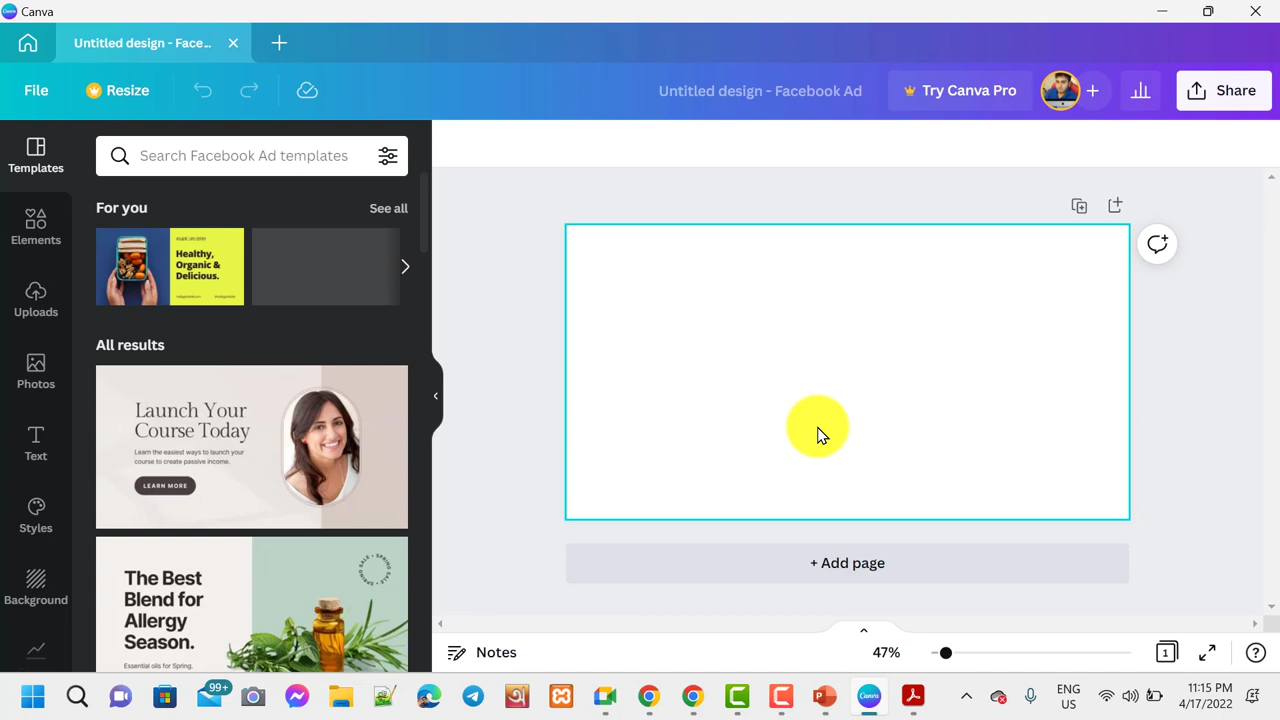 Canva
Untitled design - Face...
File
Resize
Untitled design - Facebook Ad
Try Canva Pro
Share
Templates
Elements
Uploads
Photos
Text
Styles
Background
Search Facebook Ad templates
For you
See all
Healthy,
Organic &
Delicious.
All results
Launch Your
Course Today
Learn the easiest ways to launch your
course to create passive income.
LEARN MORE
The Best
Blend for
Allergy
Season.
Essential oils for Spring.
+ Add page
Notes
47%
1
99+
Canva
ENG
US
11:15 PM
4/17/2022